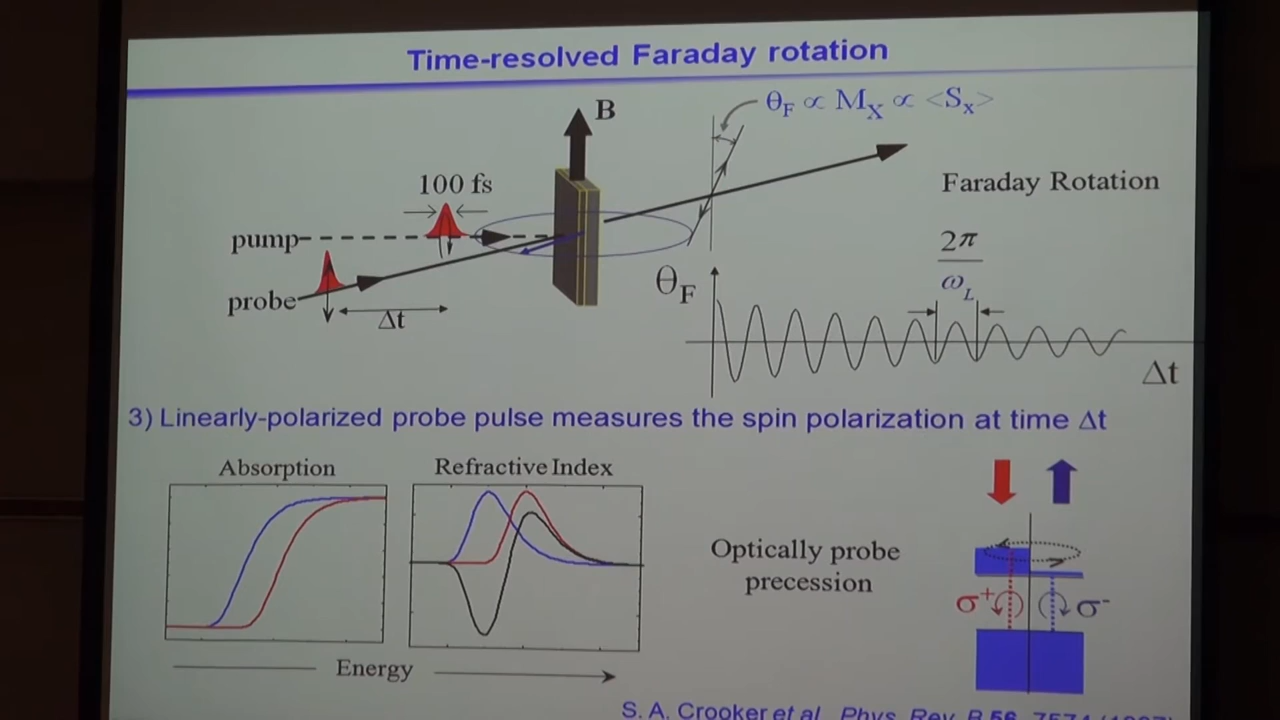 Time-resolved Faraday rotation
B
θF ∝ MX ∝ <Sx>
100 fs
Faraday Rotation
pump
2π
ωL
θF
probe
Δt
Δt
3) Linearly-polarized probe pulse measures the spin polarization at time Δt
Absorption
Refractive Index
Optically probe
precession
σ+
σ-
Energy
S. A. Crooker et al Phys. Rev. B 56,